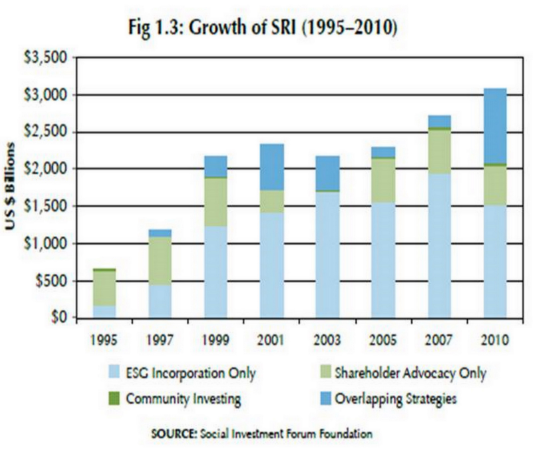 Fig 1.3: Growth of SRI (1995–2010)
$3,500
$3,000
$2,500
$2,000
$1,500
$1,000
$500
$0
US $ Billions
1995 1997 1999 2001 2003 2005 2007 2010
ESG Incorporation Only Shareholder Advocacy Only
Community Investing Overlapping Strategies
SOURCE: Social Investment Forum Foundation